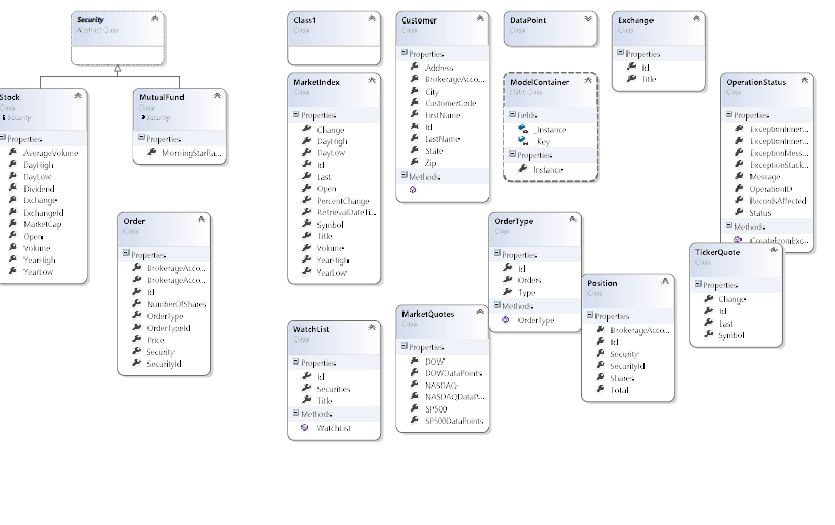 Security
Abstract Class
Stock
Class
Security
Properties
AverageVolume
DayHigh
DayLow
Dividend
Exchange
ExchangeId
MarketCap
Open
Volume
YearHigh
YearLow
MutualFund
Class
Security
Properties
MorningStarRa...
Order
Class
Properties
BrokerageAcco...
BrokerageAcco...
Id
NumberOfShares
OrderType
OrderTypeId
Price
Security
SecurityId
Class1
Class
MarketIndex
Class
Properties
Change
DayHigh
DayLow
Id
Last
Open
PercentChange
RetrievalDateTi...
Symbol
Title
Volume
YearHigh
YearLow
WatchList
Class
Properties
Id
Securities
Title
Methods
WatchList
Customer
Class
Properties
Address
BrokerageAcco...
City
CustomerCode
FirstName
Id
LastName
State
Zip
Methods
MarketQuotes
Class
Properties
DOW
DOWDataPoints
NASDAQ
NASDAQDataP...
SP500
SP500DataPoints
DataPoint
Class
ModelContainer
Static Class
Fields
_Instance
_Key
Properties
Instance
OrderType
Class
Properties
Id
Orders
Type
Methods
OrderType
Exchange
Class
Properties
Id
Title
Position
Class
Properties
BrokerageAcco...
Id
Security
SecurityId
Shares
Total
OperationStatus
Class
Properties
ExceptionInner...
ExceptionInner...
ExceptionMess...
ExceptionStack...
Message
OperationID
RecordsAffected
Status
Methods
CreateFromExc...
TickerQuote
Class
Properties
Change
Id
Last
Symbol